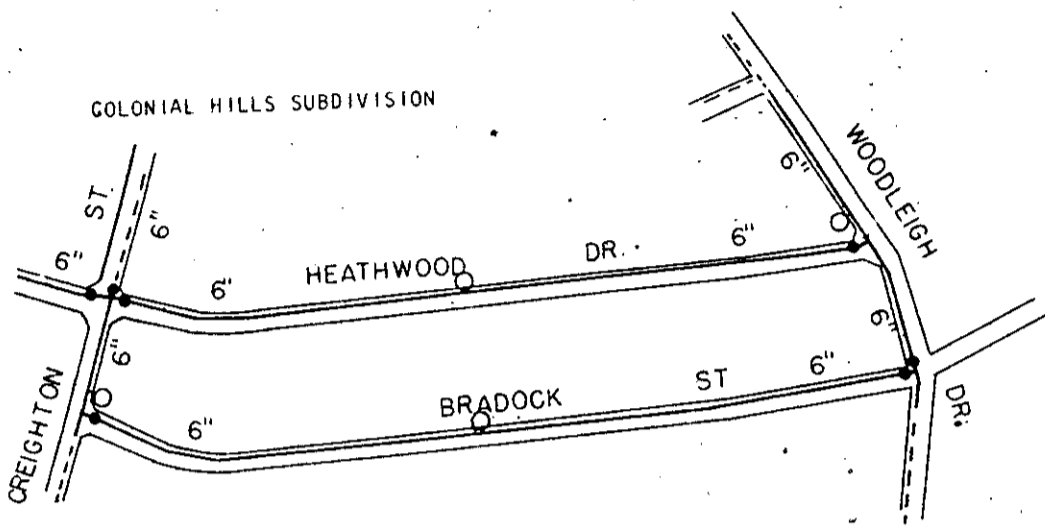 COLONIAL HILLS SUBDIVISION
ST.
6"
6"
6'
HEATHWOOD DR.
6"
6"
WOODLEIGH
6"
6"
CREIGHTON
6"
BRADOCK ST
6"
DR.